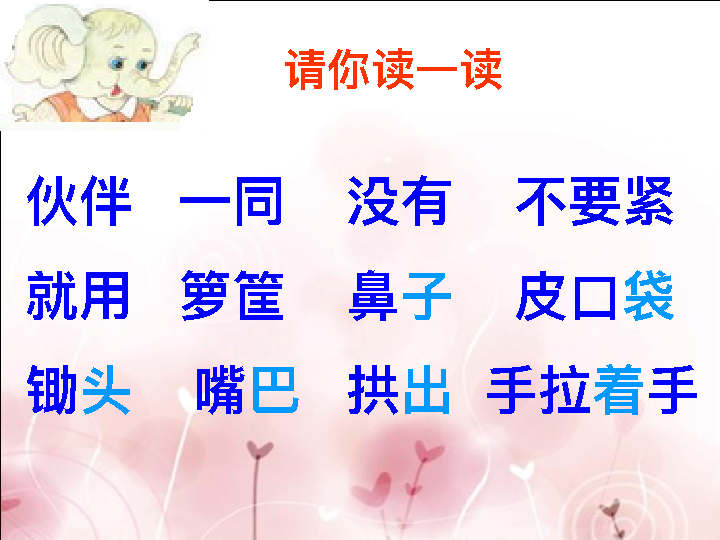 请你读一读
伙伴 一同 没有 不要紧
就用 箩筐 鼻子 皮口袋
锄头 嘴巴 拱出 手拉着手